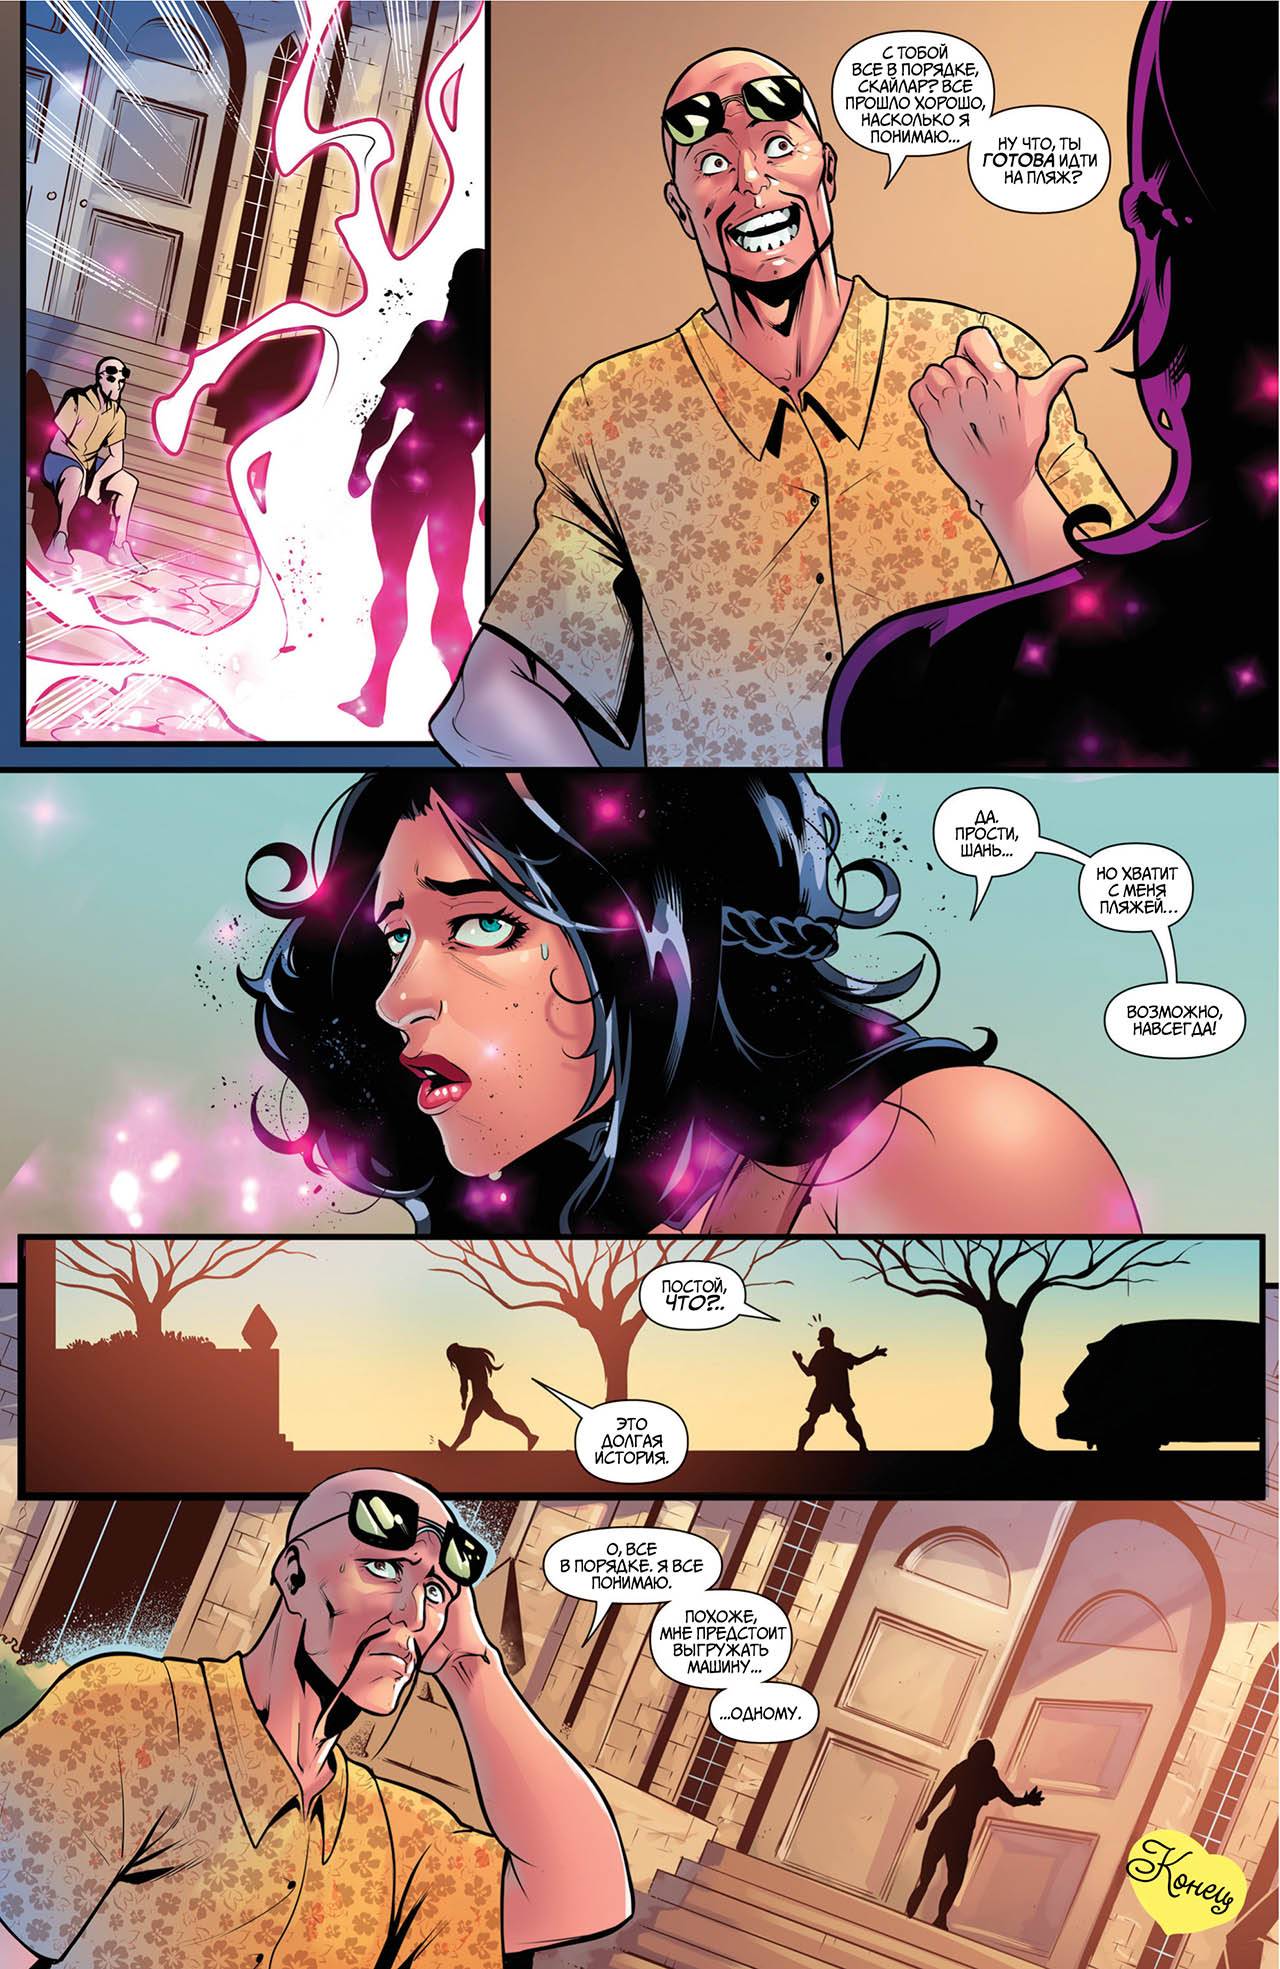 С ТОБОЙ
ВСЕ В ПОРЯДКЕ,
СКАЙЛАР? ВСЕ
ПРОШЛО ХОРОШО,
НАСКОЛЬКО Я
ПОНИМАЮ...
НУ ЧТО, ТЫ
ГОТОВА ИДТИ
НА ПЛЯЖ?
ДА.
ПРОСТИ,
ШАНЬ...
НО ХВАТИТ
С МЕНЯ
ПЛЯЖЕЙ...
ВОЗМОЖНО,
НАВСЕГДА!
ПОСТОЙ,
ЧТО?..
ЭТО
ДОЛГАЯ
ИСТОРИЯ.
О, ВСЕ
В ПОРЯДКЕ. Я ВСЕ
ПОНИМАЮ.
ПОХОЖЕ,
МНЕ ПРЕДСТОИТ
ВЫГРУЖАТЬ
МАШИНУ...
...ОДНОМУ.
Конец